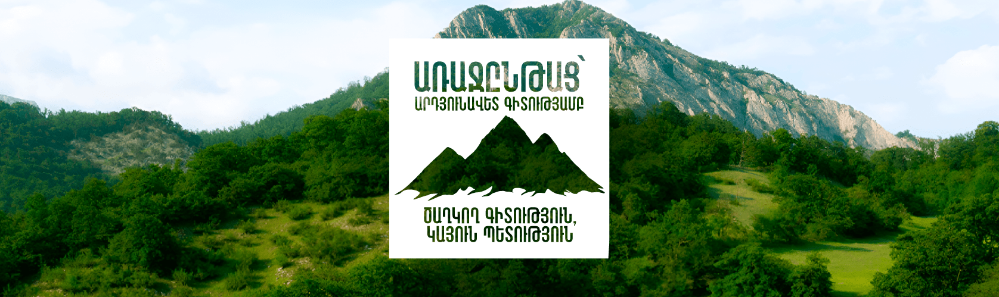 ԱՌԱՋԸՆԹԱՑ՝
ԱՐԴՅՈՒՆԱՎԵՏ ԳԻՏՈՒԹՅԱՄԲ
ԾԱՂԿՈՂ ԳԻՏՈՒԹՅՈՒՆ,
ԿԱՅՈՒՆ ՊԵՏՈՒԹՅՈՒՆ